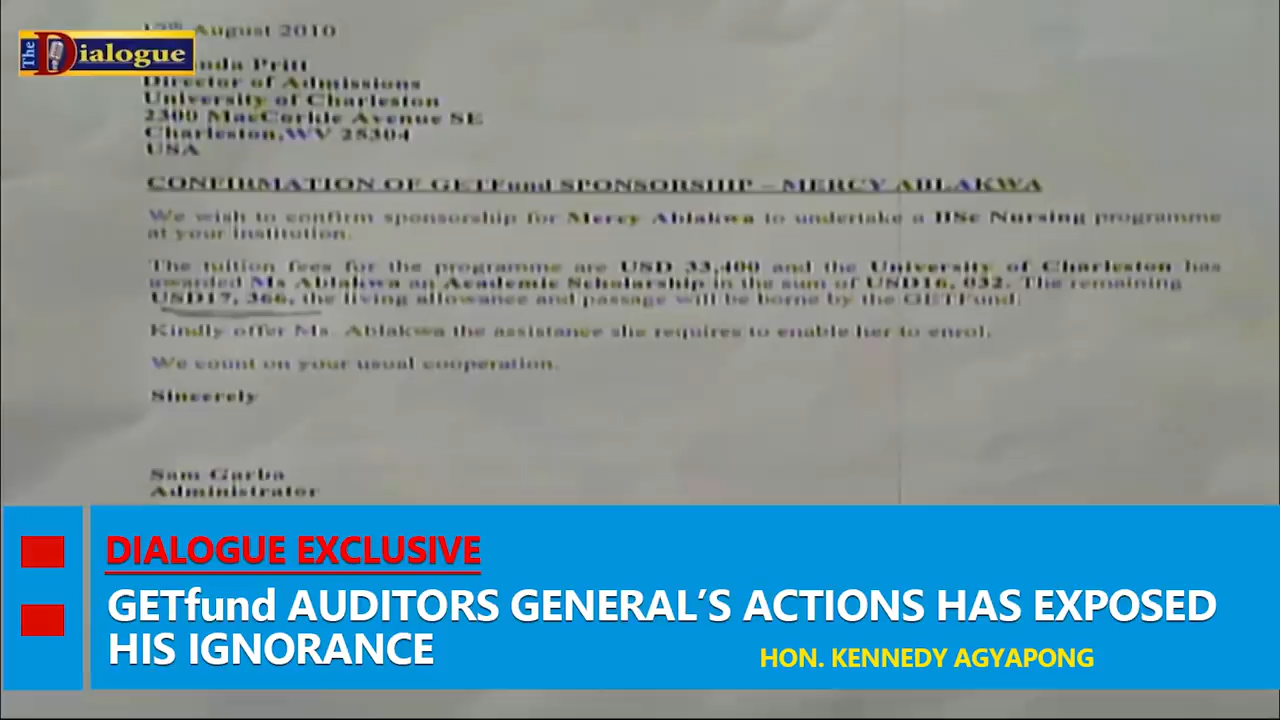 The Dialogue
August 2010
Pritt
Director of Admissions
University of Charleston
2300 MacCorkle Avenue SE
Charleston, WV 25304
USA
CONFIRMATION OF GETFund SPONSORSHIP – MERCY ABLAKWA
We wish to confirm sponsorship for Mercy Ablakwa to undertake a BSc Nursing programme
at your institution.
The tuition fees for the programme are USD 33,400 and the University of Charleston has
awarded Ms Ablakwa an Academic Scholarship in the sum of USD16, 032. The remaining
USD17, 366, the living allowance and passage will be borne by the GETFund.
Kindly offer Ms. Ablakwa the assistance she requires to enable her to enrol.
We count on your usual cooperation.
Sincerely
Sam Garba
Administrator
DIALOGUE EXCLUSIVE
GETfund AUDITORS GENERAL'S ACTIONS HAS EXPOSED
HIS IGNORANCE
HON. KENNEDY AGYAPONG